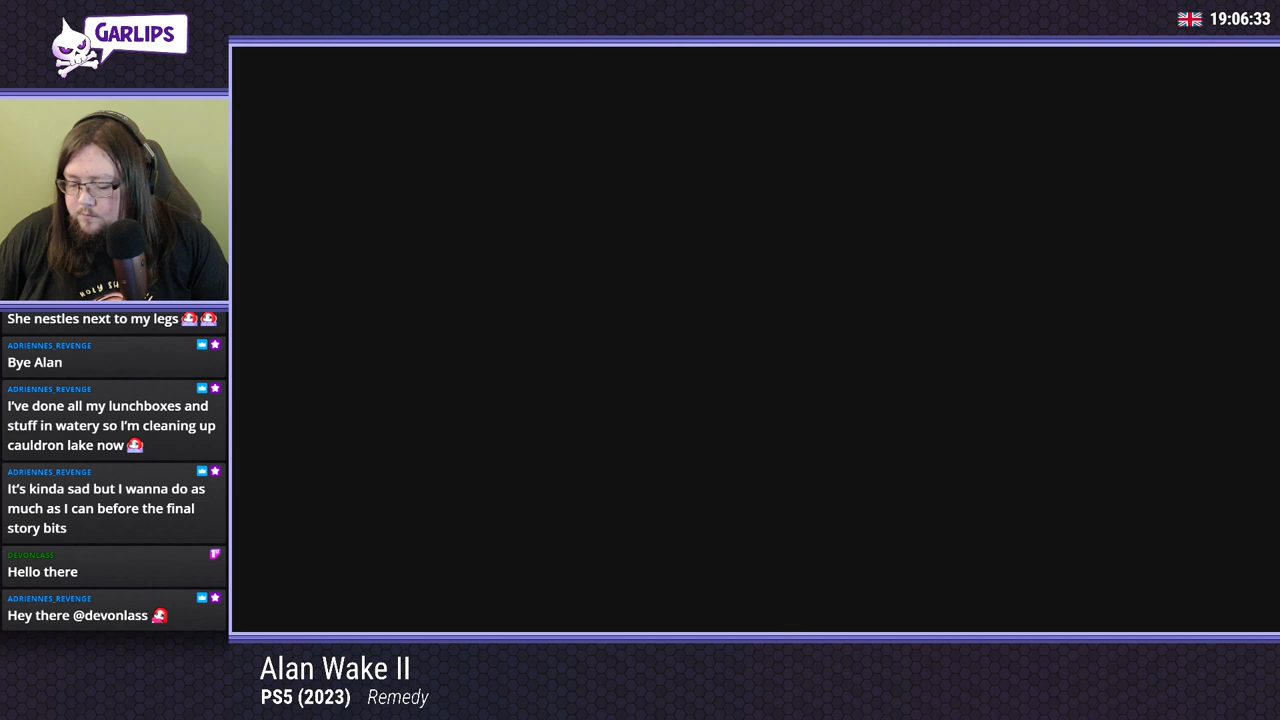 GARLIPS
19:06:33
HOLY SH
She nestles next to my legs
ADRIENNES_REVENGE
Bye Alan
ADRIENNES_REVENGE
I've done all my lunchboxes and
stuff in watery so I'm cleaning up
cauldron lake now
ADRIENNES_REVENGE
It's kinda sad but I wanna do as
much as I can before the final
story bits
DEVONLASS
Hello there
ADRIENNES_REVENGE
Hey there @devonlass
Alan Wake II
PS5 (2023) Remedy